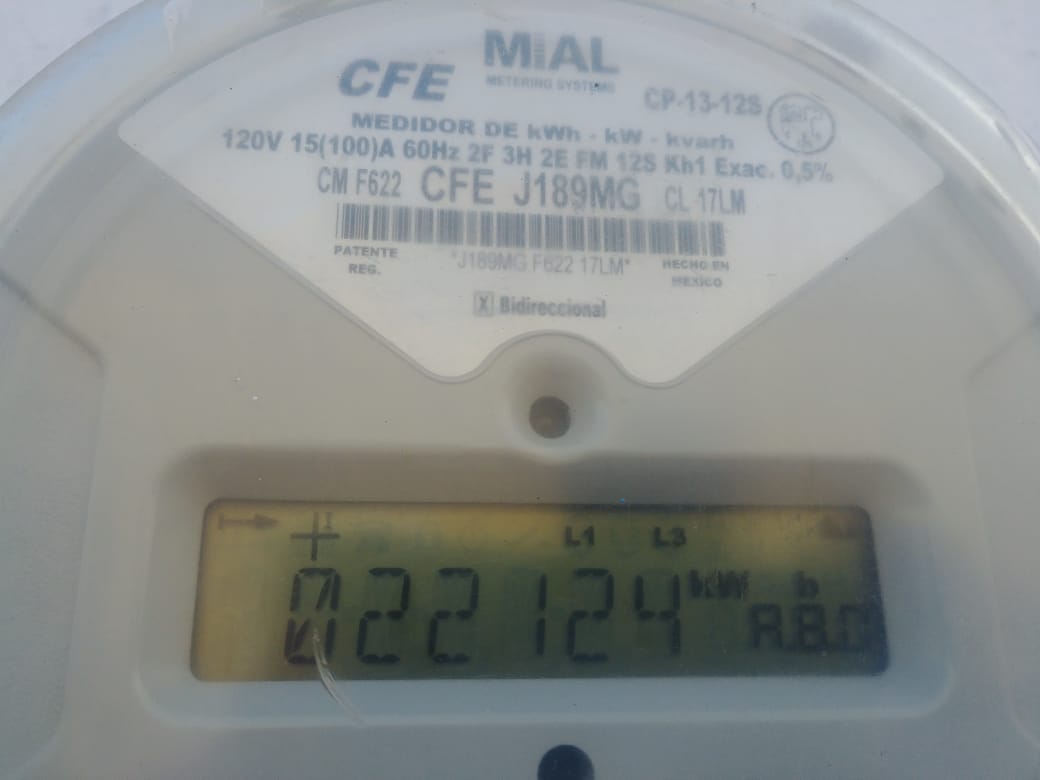 MiAL
METERING SYSTEMS
CFE
CP-13-12S
MEDIDOR DE kWh - kW - kvarh
120V 15(100)A 60Hz 2F 3H 2E FM 12S Kh1 Exac. 0,5%
CM F622 CFE J189MG CL 17LM
PATENTE REG.
*J189MG F622 17LM*
HECHO EN MEXICO
X Bidireccional
I
L1 L3
022124 kW h
A.B.C